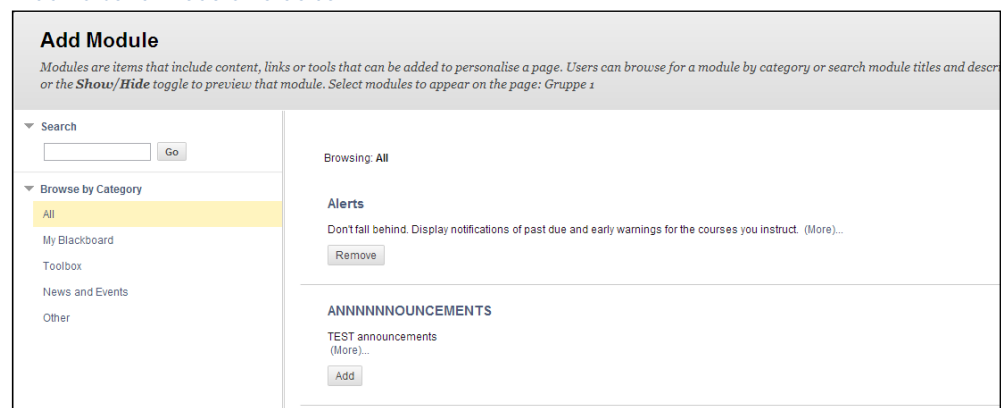 Add Module
Modules are items that include content, links or tools that can be added to personalise a page. Users can browse for a module by category or search module titles and
or the Show/Hide toggle to preview that module. Select modules to appear on the page: Gruppe 1
Search
Go
Browse by Category
All
My Blackboard
Toolbox
News and Events
Other
Browsing: All
Alerts
Don't fall behind. Display notifications of past due and early warnings for the courses you instruct. (More)...
Remove
ANNNNNNOUNCEMENTS
TEST announcements
(More)...
Add